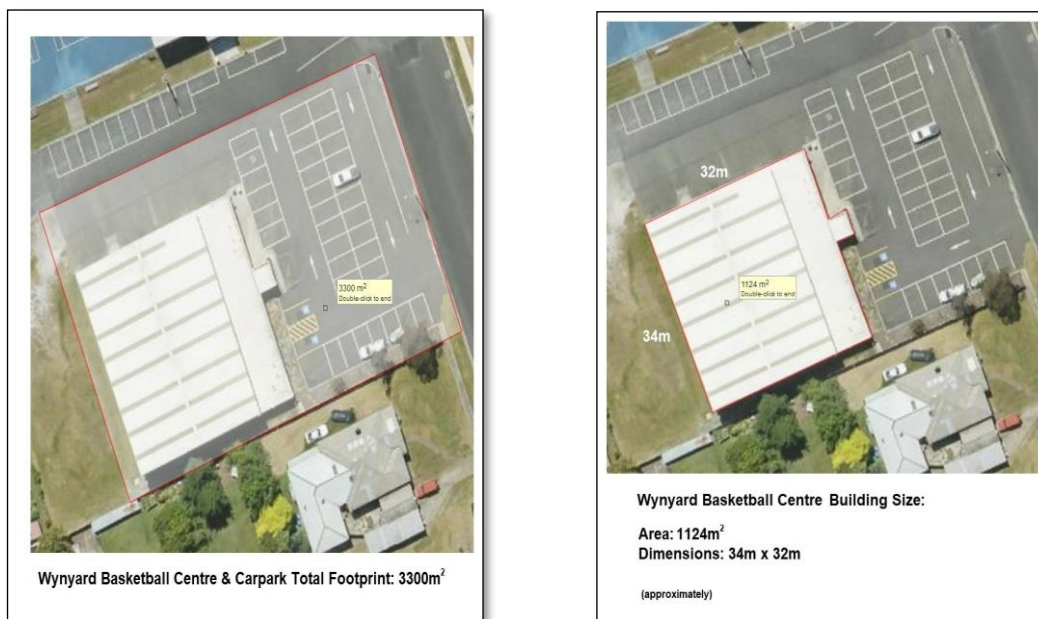 3300 m²
Double-click to end
Wynyard Basketball Centre & Carpark Total Footprint: 3300m²
32m
1124 m²
Double-click to end
34m
Wynyard Basketball Centre Building Size:
Area: 1124m²
Dimensions: 34m x 32m
(approximately)